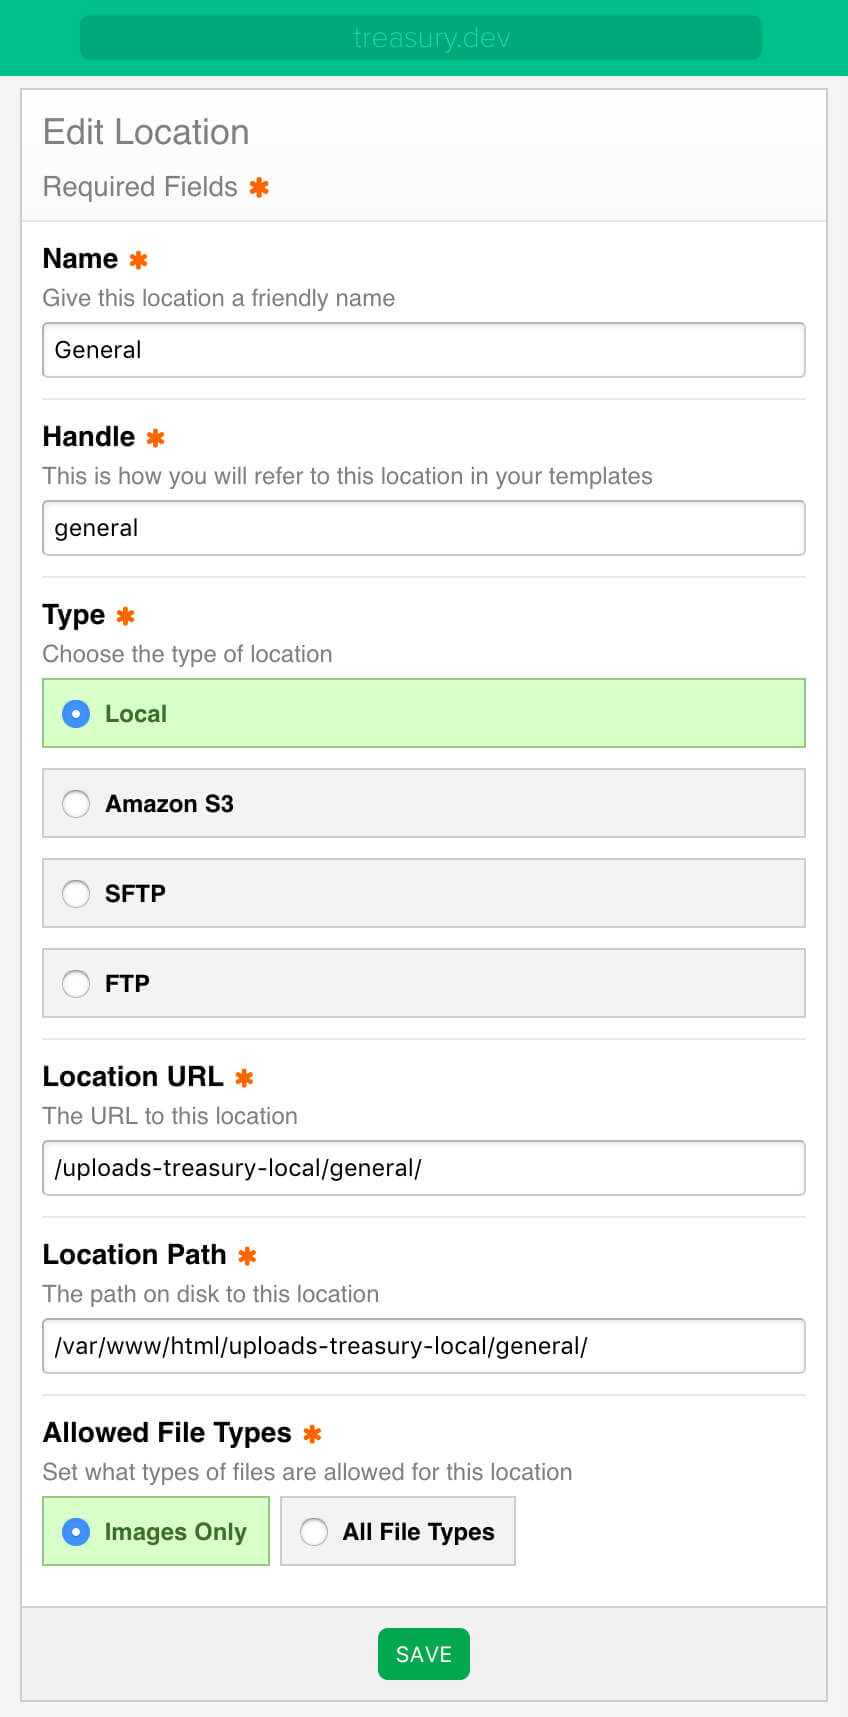 treasury.dev
Edit Location
Required Fields ✱
Name ✱
Give this location a friendly name
General
Handle ✱
This is how you will refer to this location in your templates
general
Type ✱
Choose the type of location
Local
Amazon S3
SFTP
FTP
Location URL ✱
The URL to this location
/uploads-treasury-local/general/
Location Path ✱
The path on disk to this location
/var/www/html/uploads-treasury-local/general/
Allowed File Types ✱
Set what types of files are allowed for this location
Images Only All File Types
SAVE